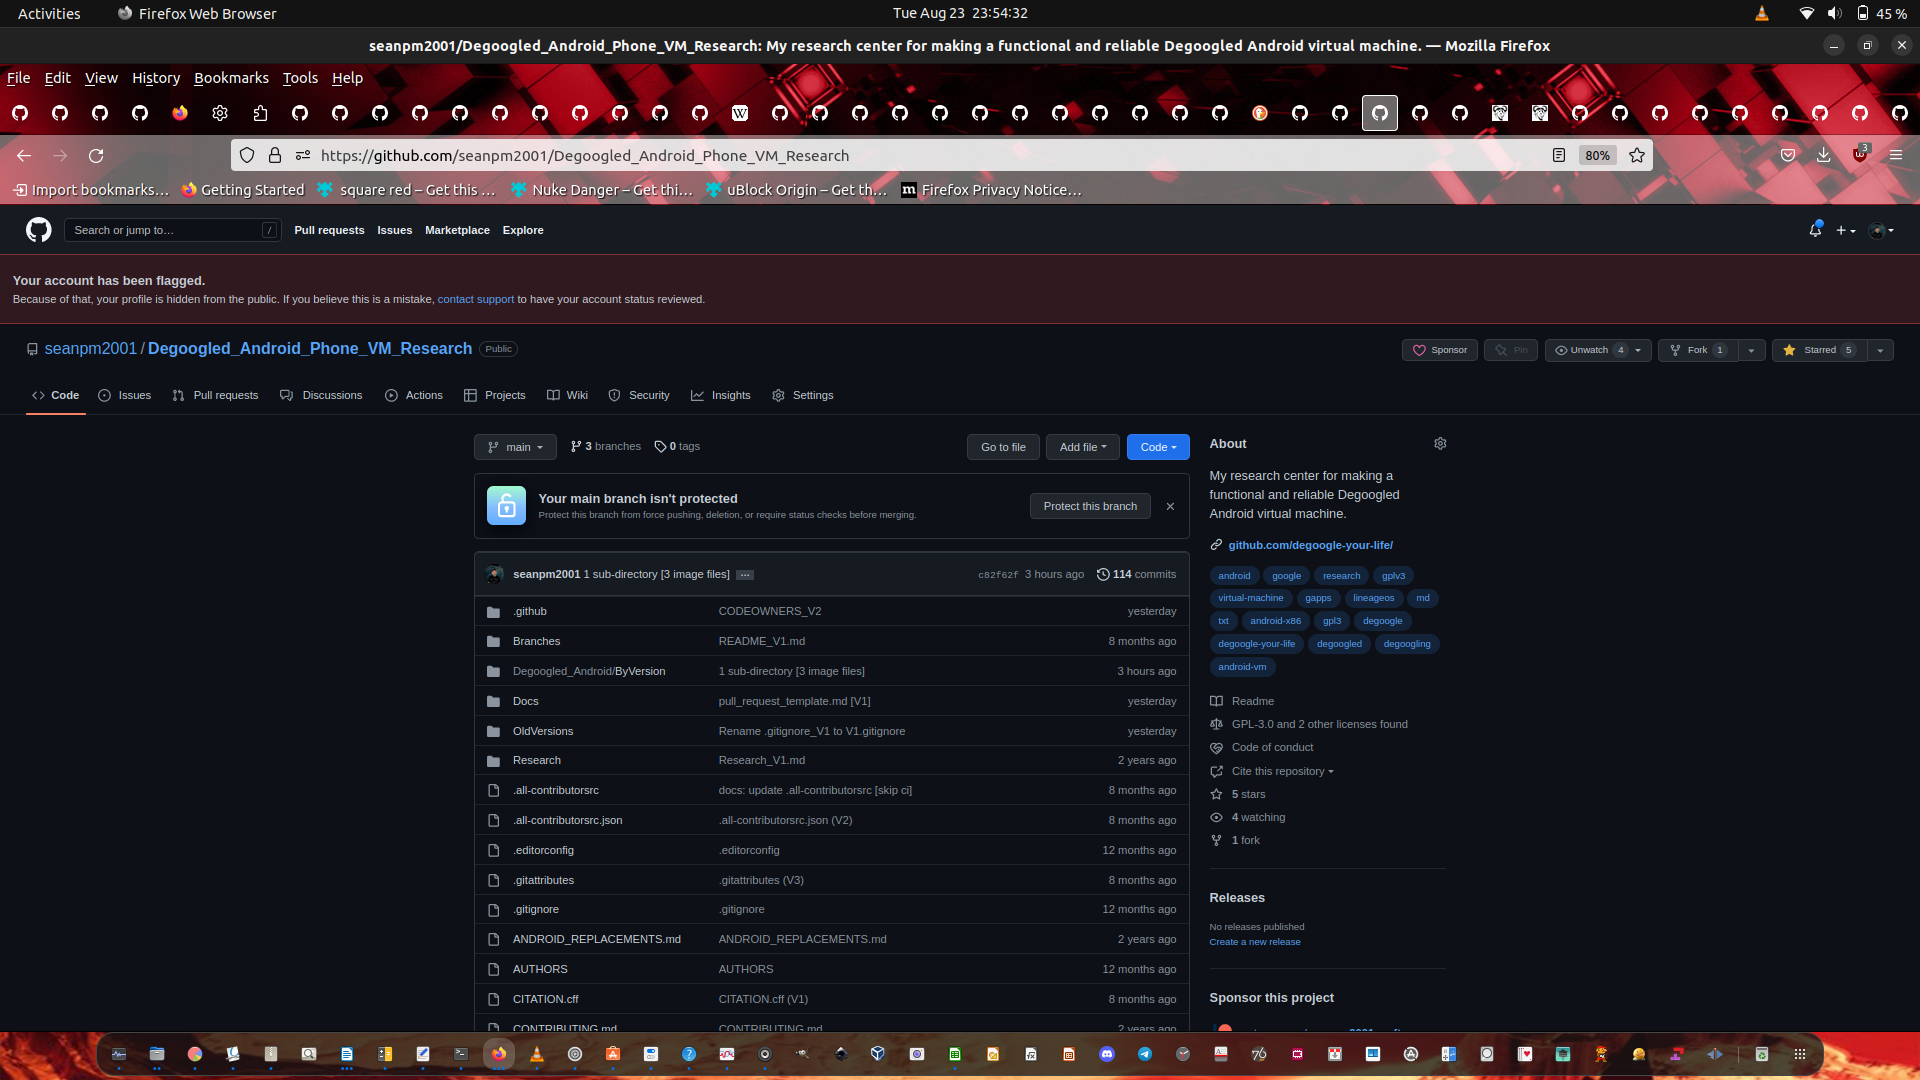 Activities Firefox Web Browser Tue Aug 23 23:54:32 45 %
seanpm2001/Degoogled_Android_Phone_VM_Research: My research center for making a functional and reliable Degoogled Android virtual machine. — Mozilla Firefox
File Edit View History Bookmarks Tools Help
https://github.com/seanpm2001/Degoogled_Android_Phone_VM_Research 80% 3
Import bookmarks… Getting Started square red – Get this … Nuke Danger – Get thi… uBlock Origin – Get th… Firefox Privacy Notice…
Search or jump to… / Pull requests Issues Marketplace Explore
Your account has been flagged.
Because of that, your profile is hidden from the public. If you believe this is a mistake, contact support to have your account status reviewed.
seanpm2001 / Degoogled_Android_Phone_VM_Research Public Sponsor Pin Unwatch 4 Fork 1 Starred 5
Code Issues Pull requests Discussions Actions Projects Wiki Security Insights Settings
main 3 branches 0 tags Go to file Add file Code
Your main branch isn't protected
Protect this branch from force pushing, deletion, or require status checks before merging.
Protect this branch
seanpm2001 1 sub-directory [3 image files] … c82f62f 3 hours ago 114 commits
.github CODEOWNERS_V2 yesterday
Branches README_V1.md 8 months ago
Degoogled_Android/ByVersion 1 sub-directory [3 image files] 3 hours ago
Docs pull_request_template.md [V1] yesterday
OldVersions Rename .gitignore_V1 to V1.gitignore yesterday
Research Research_V1.md 2 years ago
.all-contributorsrc docs: update .all-contributorsrc [skip ci] 8 months ago
.all-contributorsrc.json .all-contributorsrc.json (V2) 8 months ago
.editorconfig .editorconfig 12 months ago
.gitattributes .gitattributes (V3) 8 months ago
.gitignore .gitignore 12 months ago
ANDROID_REPLACEMENTS.md ANDROID_REPLACEMENTS.md 2 years ago
AUTHORS AUTHORS 12 months ago
CITATION.cff CITATION.cff (V1) 8 months ago
CONTRIBUTING.md CONTRIBUTING.md 2 years ago
About
My research center for making a
functional and reliable Degoogled
Android virtual machine.
github.com/degoogle-your-life/
android google research gplv3
virtual-machine gapps lineageos md
txt android-x86 gpl3 degoogle
degoogle-your-life degoogled degoogling
android-vm
Readme
GPL-3.0 and 2 other licenses found
Code of conduct
Cite this repository
5 stars
4 watching
1 fork
Releases
No releases published
Create a new release
Sponsor this project